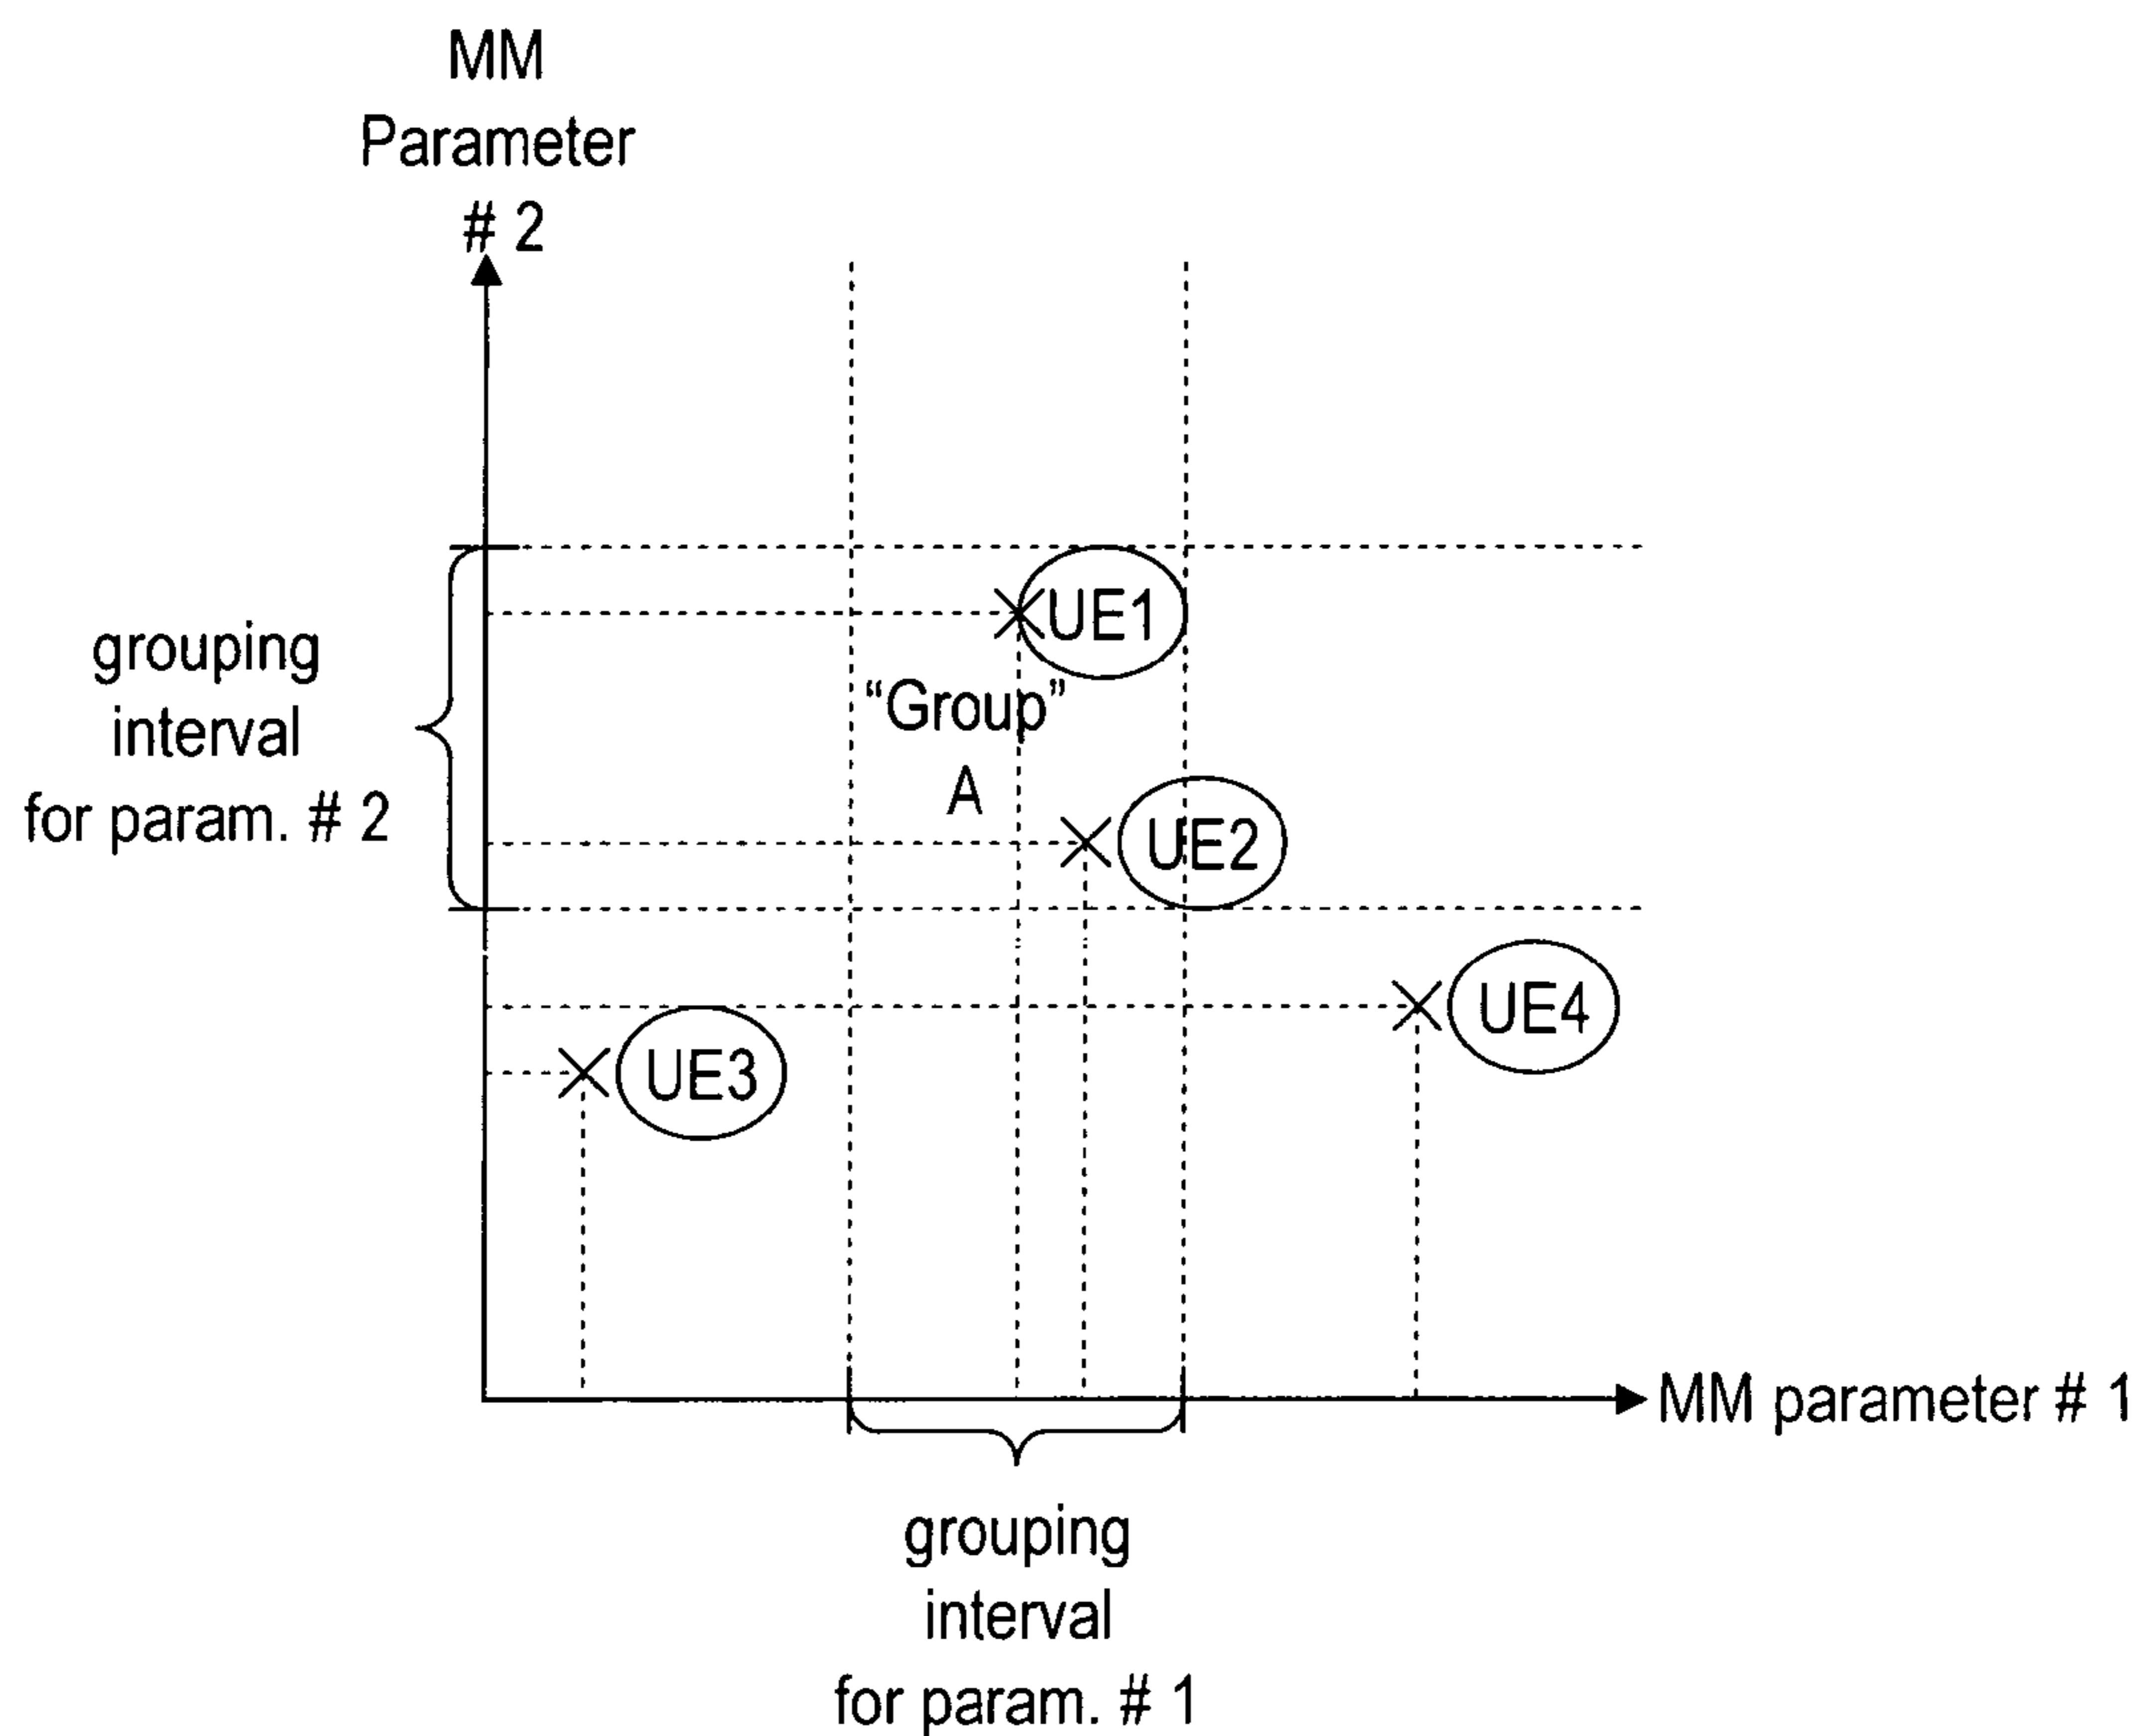 MM
Parameter
# 2
grouping
interval
for param. # 2
UE1
“Group”
A
UE2
UE4
UE3
MM parameter # 1
grouping
interval
for param. # 1